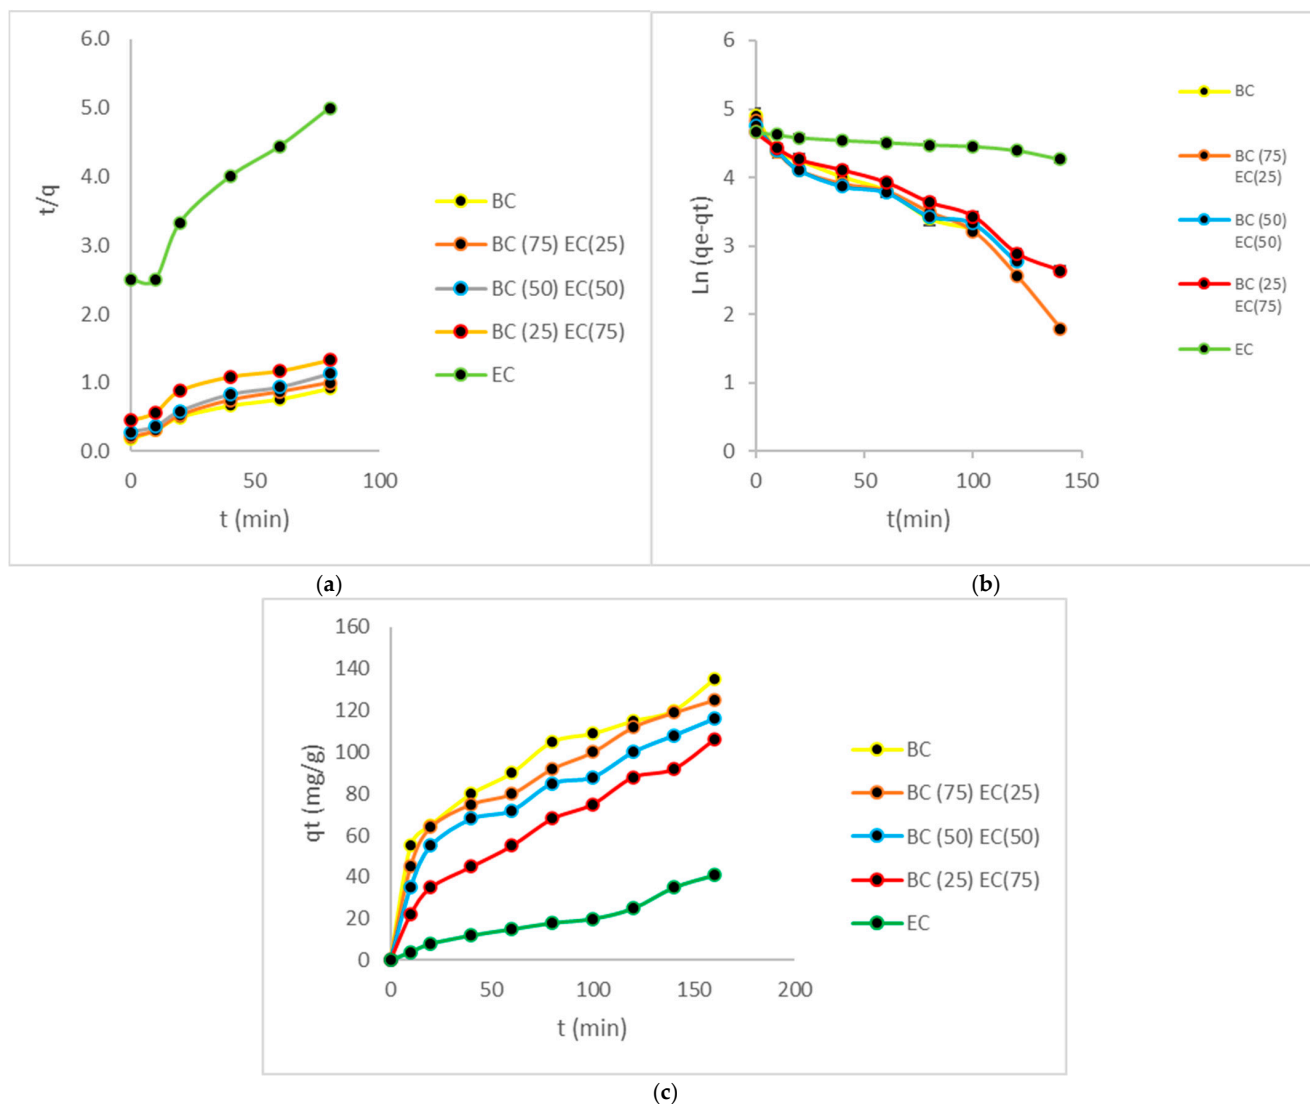 6.0
5.0
4.0
3.0
2.0
1.0
0.0
t/q
0
50
100
t (min)
BC
BC (75) EC(25)
BC (50) EC(50)
BC (25) EC(75)
EC
(a)
6
5
4
3
2
1
0
Ln (qe-qt)
0
50
100
150
t(min)
BC
BC (75)
EC(25)
BC (50)
EC(50)
BC (25)
EC(75)
EC
(b)
160
140
120
100
80
60
40
20
0
qt (mg/g)
0
50
100
150
200
t (min)
BC
BC (75) EC(25)
BC (50) EC(50)
BC (25) EC(75)
EC
(c)